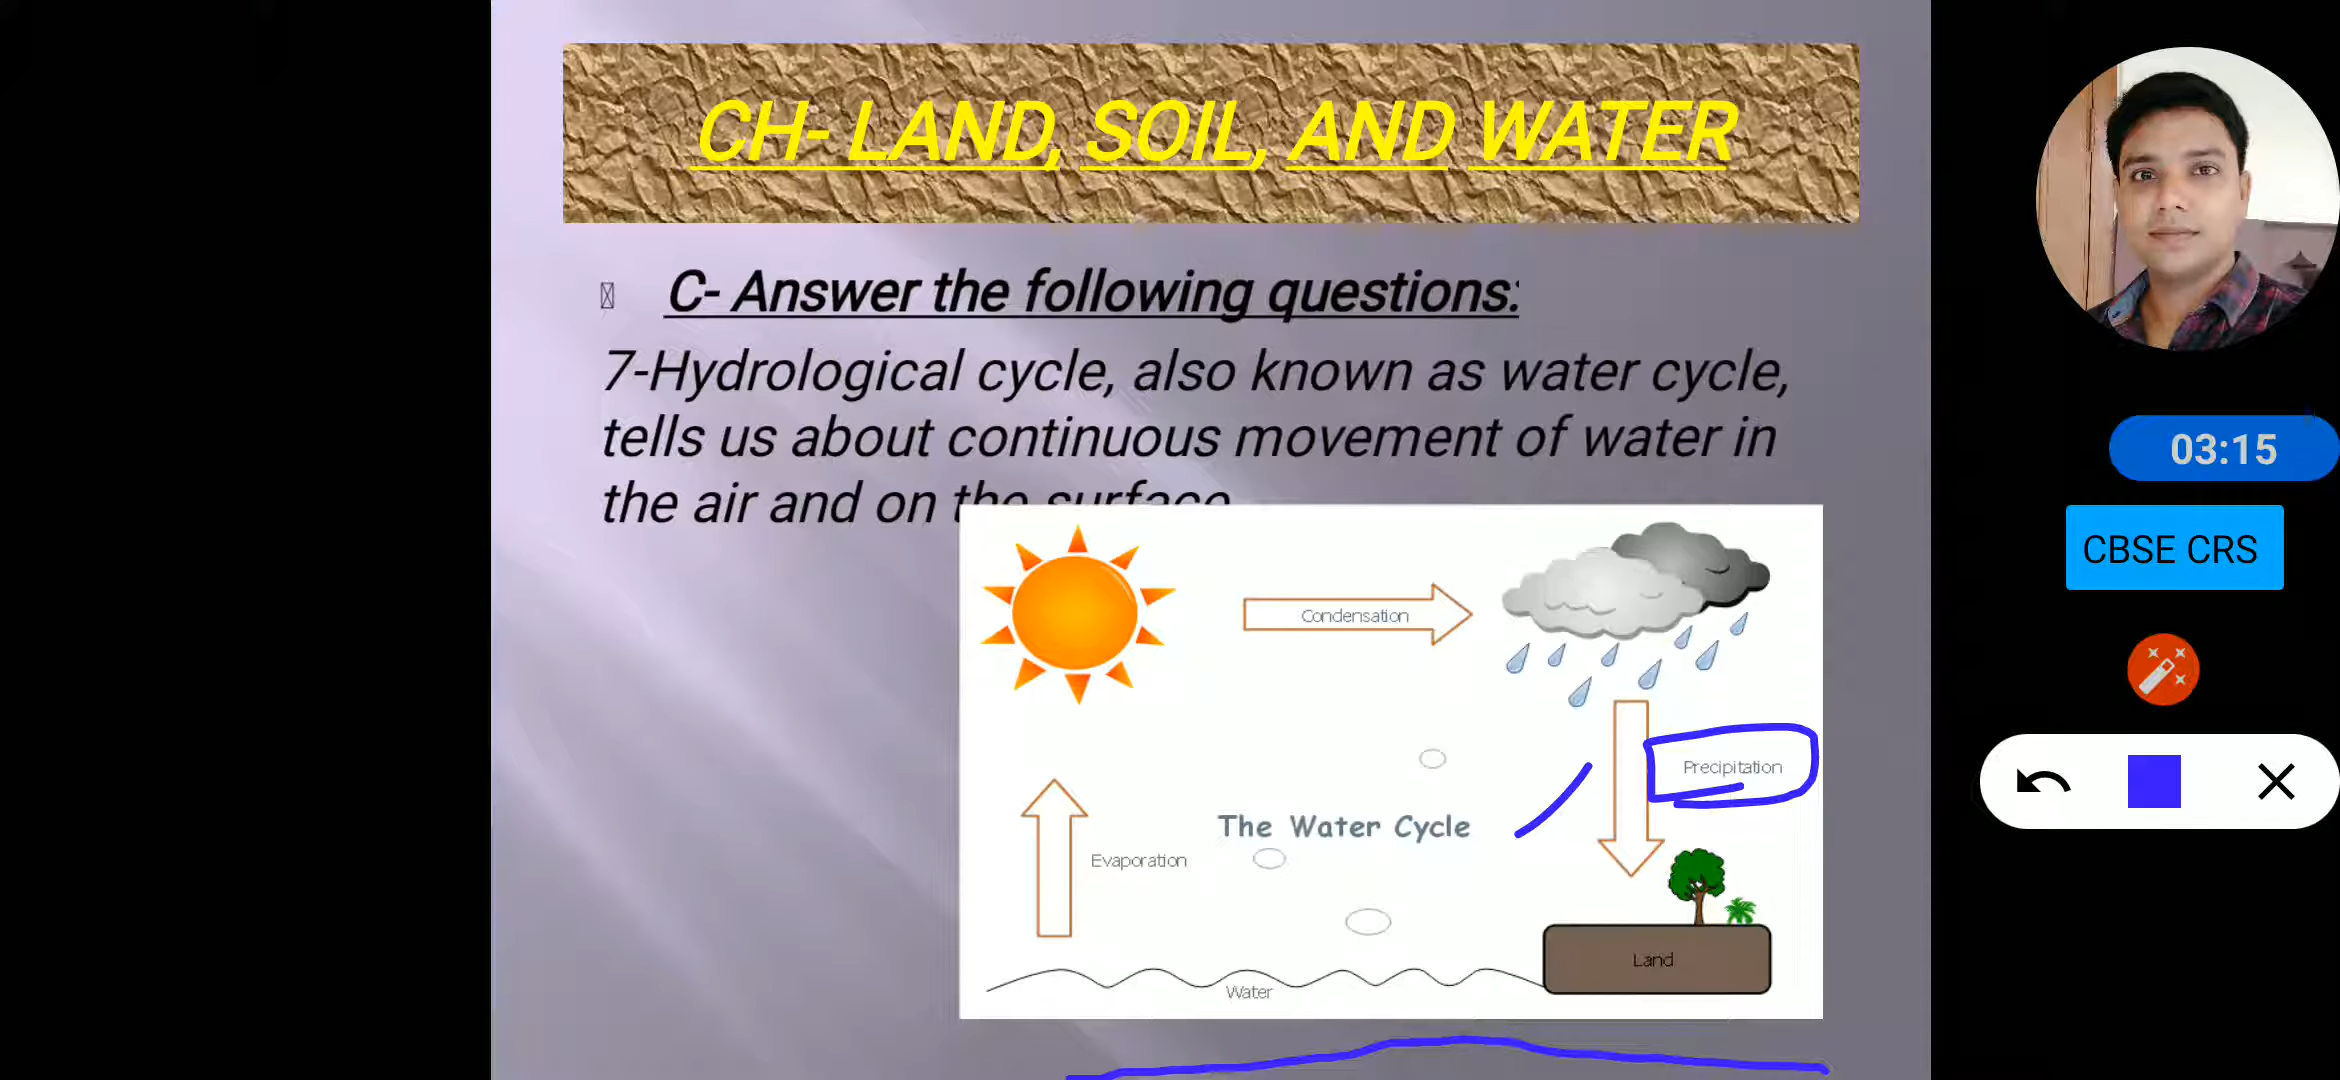 CH- LAND, SOIL, AND WATER
C- Answer the following questions:
7-Hydrological cycle, also known as water cycle,
tells us about continuous movement of water in
the air and on the surface
Condensation
Precipitation
The Water Cycle
Evaporation
Land
Water
03:15
CBSE CRS